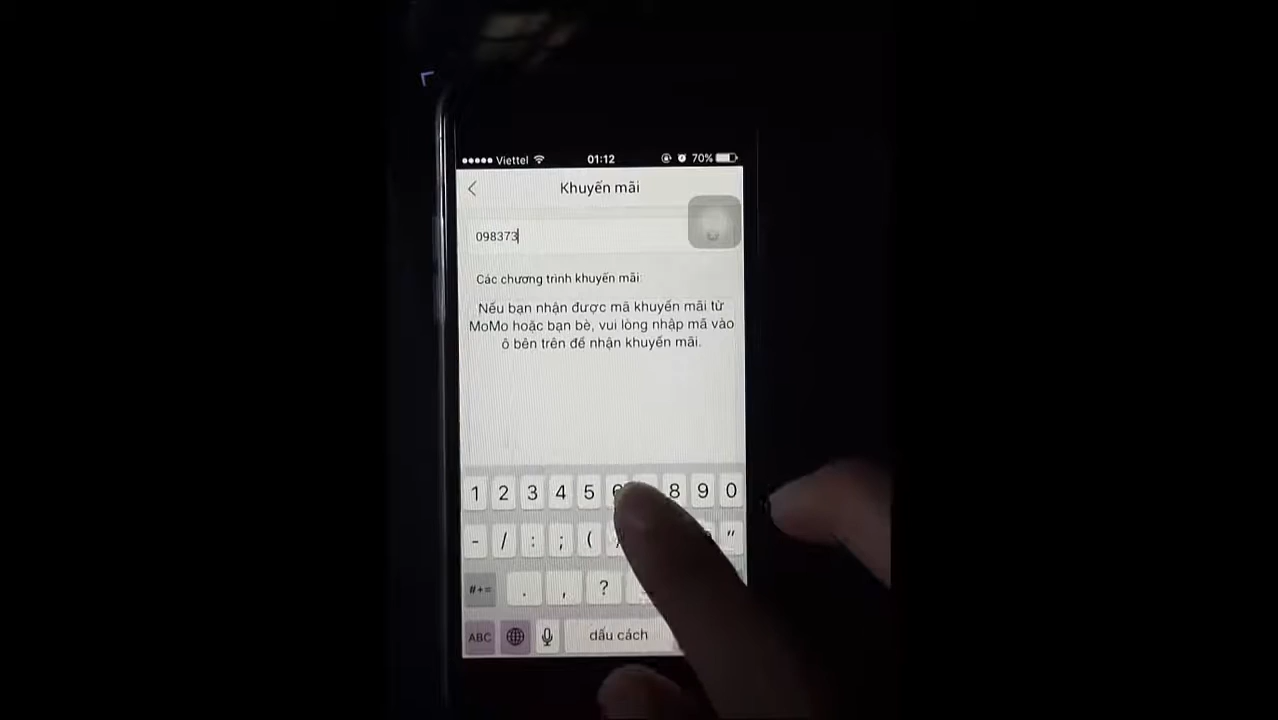 Viettel 01:12 70%
Khuyến mãi
098373
Các chương trình khuyến mãi
Nếu bạn nhận được mã khuyến mãi từ
MoMo hoặc bạn bè, vui lòng nhập mã vào
ô bên trên để nhận khuyến mãi.
1 2 3 4 5 6 8 9 0
- / : ; ( "
#+= . , ?
ABC dấu cách